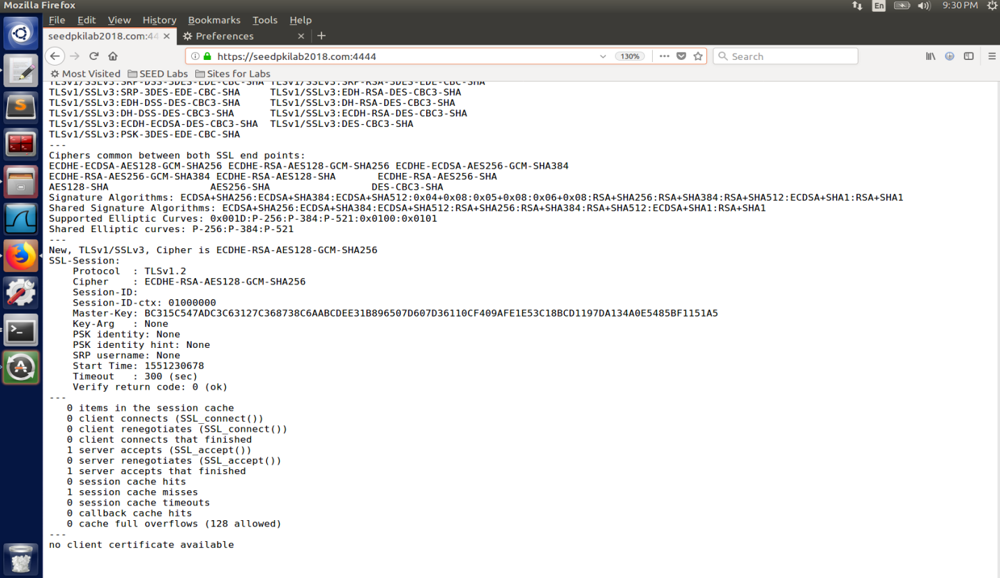 Mozilla Firefox
En
9:30 PM
File Edit View History Bookmarks Tools Help
seedpkilab2018.com:44
Preferences
https://seedpkilab2018.com:4444
130%
Search
Most Visited SEED Labs Sites for Labs
TLSv1/SSLv3:SRP-DSS-3DES-EDE-CBC-SHA TLSv1/SSLv3:SRP-RSA-3DES-EDE-CBC-SHA
TLSv1/SSLv3:SRP-3DES-EDE-CBC-SHA TLSv1/SSLv3:EDH-RSA-DES-CBC3-SHA
TLSv1/SSLv3:EDH-DSS-DES-CBC3-SHA TLSv1/SSLv3:DH-RSA-DES-CBC3-SHA
TLSv1/SSLv3:DH-DSS-DES-CBC3-SHA TLSv1/SSLv3:ECDH-RSA-DES-CBC3-SHA
TLSv1/SSLv3:ECDH-ECDSA-DES-CBC3-SHA TLSv1/SSLv3:DES-CBC3-SHA
TLSv1/SSLv3:PSK-3DES-EDE-CBC-SHA
---
Ciphers common between both SSL end points:
ECDHE-ECDSA-AES128-GCM-SHA256 ECDHE-RSA-AES128-GCM-SHA256 ECDHE-ECDSA-AES256-GCM-SHA384
ECDHE-RSA-AES256-GCM-SHA384 ECDHE-RSA-AES128-SHA ECDHE-RSA-AES256-SHA
AES128-SHA AES256-SHA DES-CBC3-SHA
Signature Algorithms: ECDSA+SHA256:ECDSA+SHA384:ECDSA+SHA512:0x04+0x08:0x05+0x08:0x06+0x08:RSA+SHA256:RSA+SHA384:RSA+SHA512:ECDSA+SHA1:RSA+SHA1
Shared Signature Algorithms: ECDSA+SHA256:ECDSA+SHA384:ECDSA+SHA512:RSA+SHA256:RSA+SHA384:RSA+SHA512:ECDSA+SHA1:RSA+SHA1
Supported Elliptic Curves: 0x001D:P-256:P-384:P-521:0x0100:0x0101
Shared Elliptic curves: P-256:P-384:P-521
---
New, TLSv1/SSLv3, Cipher is ECDHE-RSA-AES128-GCM-SHA256
SSL-Session:
Protocol : TLSv1.2
Cipher : ECDHE-RSA-AES128-GCM-SHA256
Session-ID:
Session-ID-ctx: 01000000
Master-Key: BC315C547ADC3C63127C368738C6AABCDEE31B896507D607D36110CF409AFE1E53C18BCD1197DA134A0E5485BF1151A5
Key-Arg : None
PSK identity: None
PSK identity hint: None
SRP username: None
Start Time: 1551230678
Timeout : 300 (sec)
Verify return code: 0 (ok)
---
0 items in the session cache
0 client connects (SSL_connect())
0 client renegotiates (SSL_connect())
0 client connects that finished
1 server accepts (SSL_accept())
0 server renegotiates (SSL_accept())
1 server accepts that finished
0 session cache hits
1 session cache misses
0 session cache timeouts
0 callback cache hits
0 cache full overflows (128 allowed)
---
no client certificate available